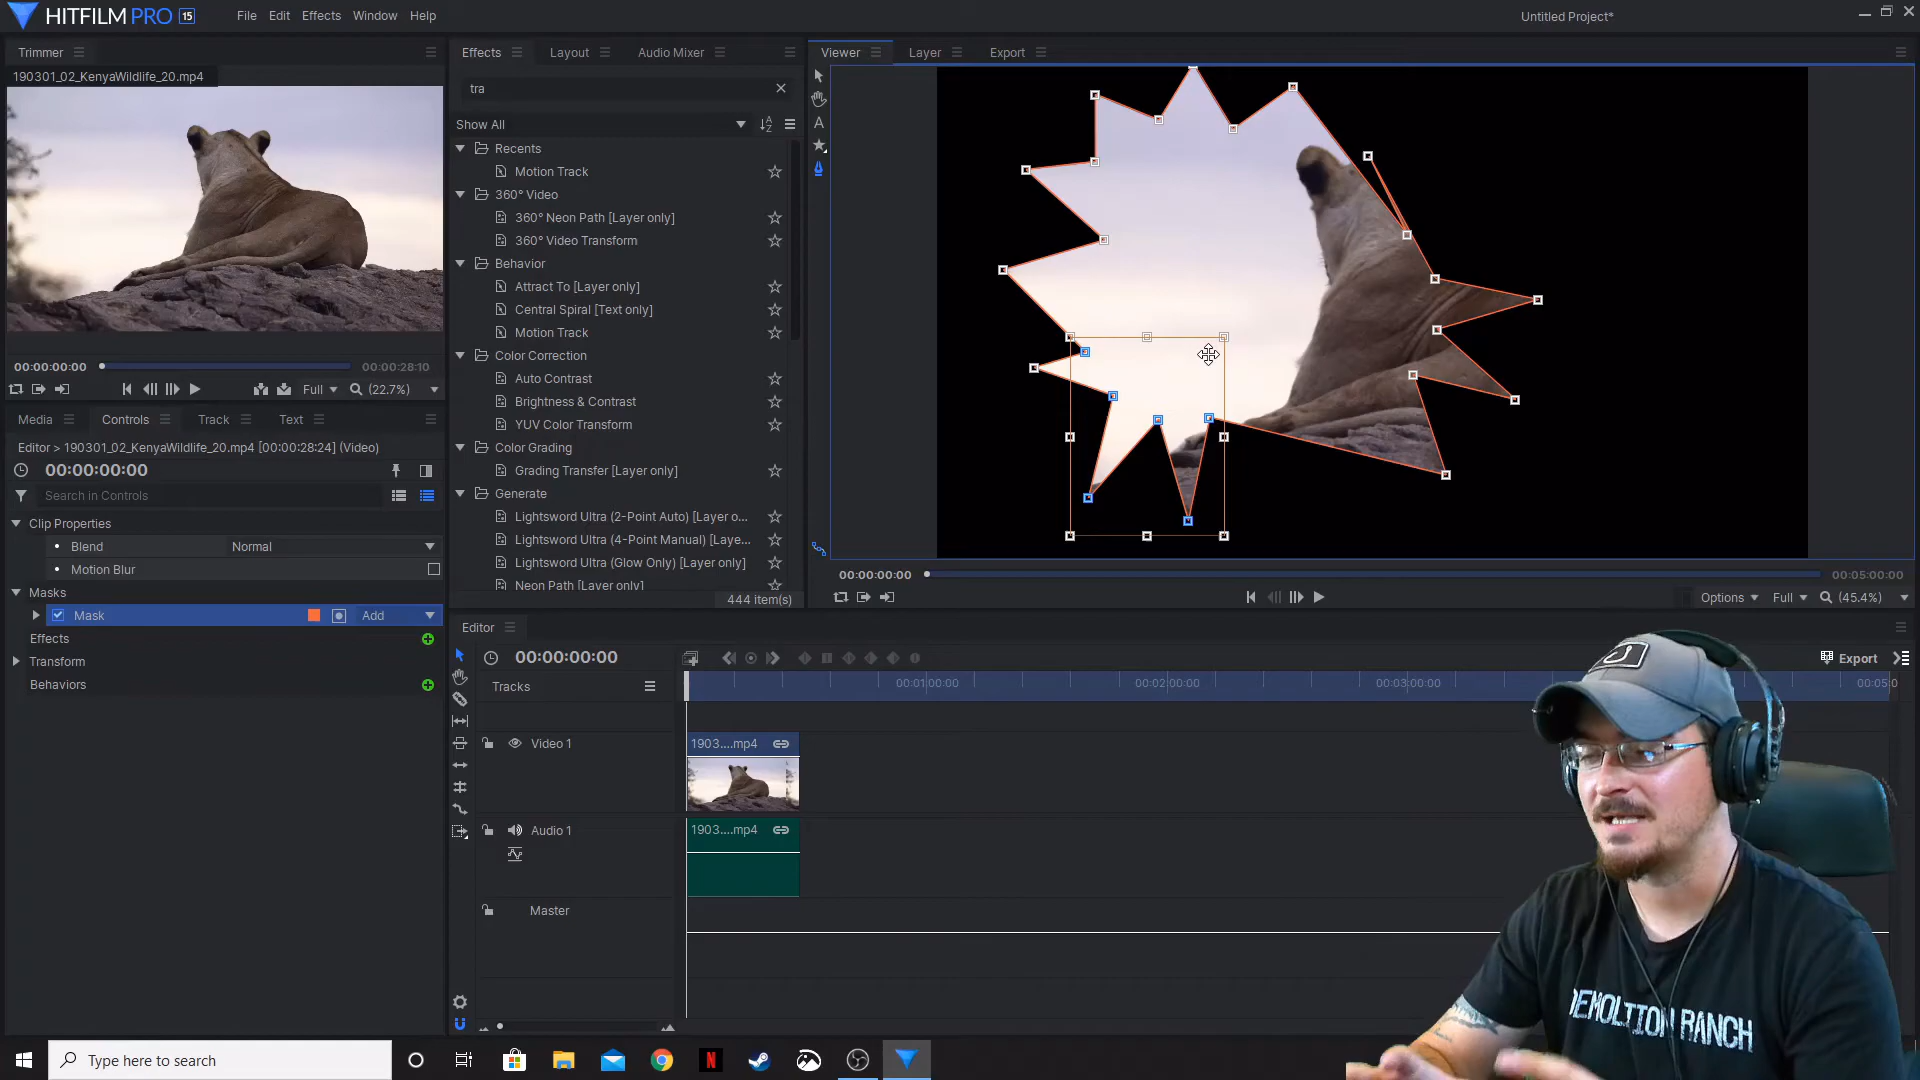 HITFILM PRO 15
File Edit Effects Window Help
Untitled Project*
Trimmer
190301_02_KenyaWildlife_20.mp4
00:00:00:00
00:00:28:10
Full
(22.7%)
Media
Controls
Track
Text
Editor > 190301_02_KenyaWildlife_20.mp4 [00:00:28:24] (Video)
00:00:00:00
Search in Controls
Clip Properties
Blend
Normal
Motion Blur
Masks
Mask
Add
Effects
Transform
Behaviors
Effects
Layout
Audio Mixer
tra
Show All
Recents
Motion Track
360° Video
360° Neon Path [Layer only]
360° Video Transform
Behavior
Attract To [Layer only]
Central Spiral [Text only]
Motion Track
Color Correction
Auto Contrast
Brightness & Contrast
YUV Color Transform
Color Grading
Grading Transfer [Layer only]
Generate
Lightsword Ultra (2-Point Auto) [Layer o...
Lightsword Ultra (4-Point Manual) [Laye...
Lightsword Ultra (Glow Only) [Layer only]
Neon Path [Layer only]
444 item(s)
Viewer
Layer
Export
A
00:00:00:00
00:05:00:00
Options
Full
(45.4%)
Editor
00:00:00:00
Export
Tracks
00:01:00:00
00:02:00:00
00:03:00:00
00:05:0
Video 1
1903....mp4
Audio 1
1903....mp4
Master
DEMOLITION RANCH
Type here to search
N